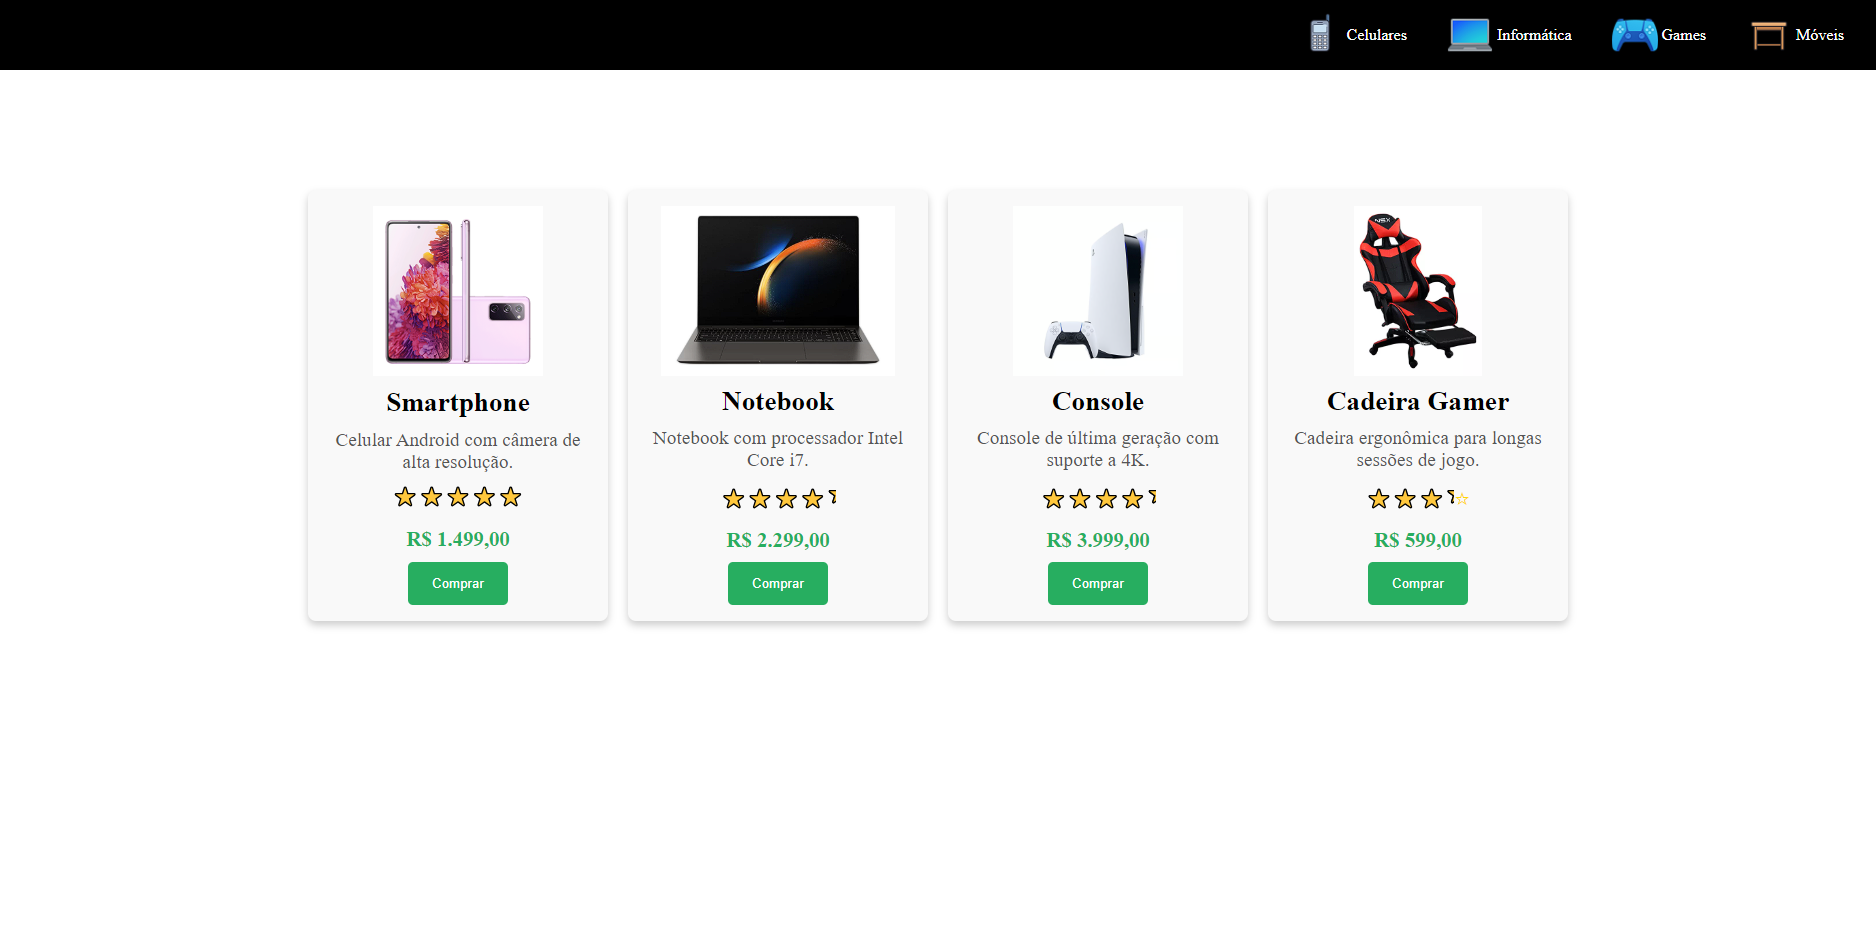 Celulares
Informática
Games
Móveis
Smartphone
Celular Android com câmera de
alta resolução.
R$ 1.499,00
Comprar
Notebook
Notebook com processador Intel
Core i7.
R$ 2.299,00
Comprar
Console
Console de última geração com
suporte a 4K.
R$ 3.999,00
Comprar
Cadeira Gamer
Cadeira ergonômica para longas
sessões de jogo.
R$ 599,00
Comprar